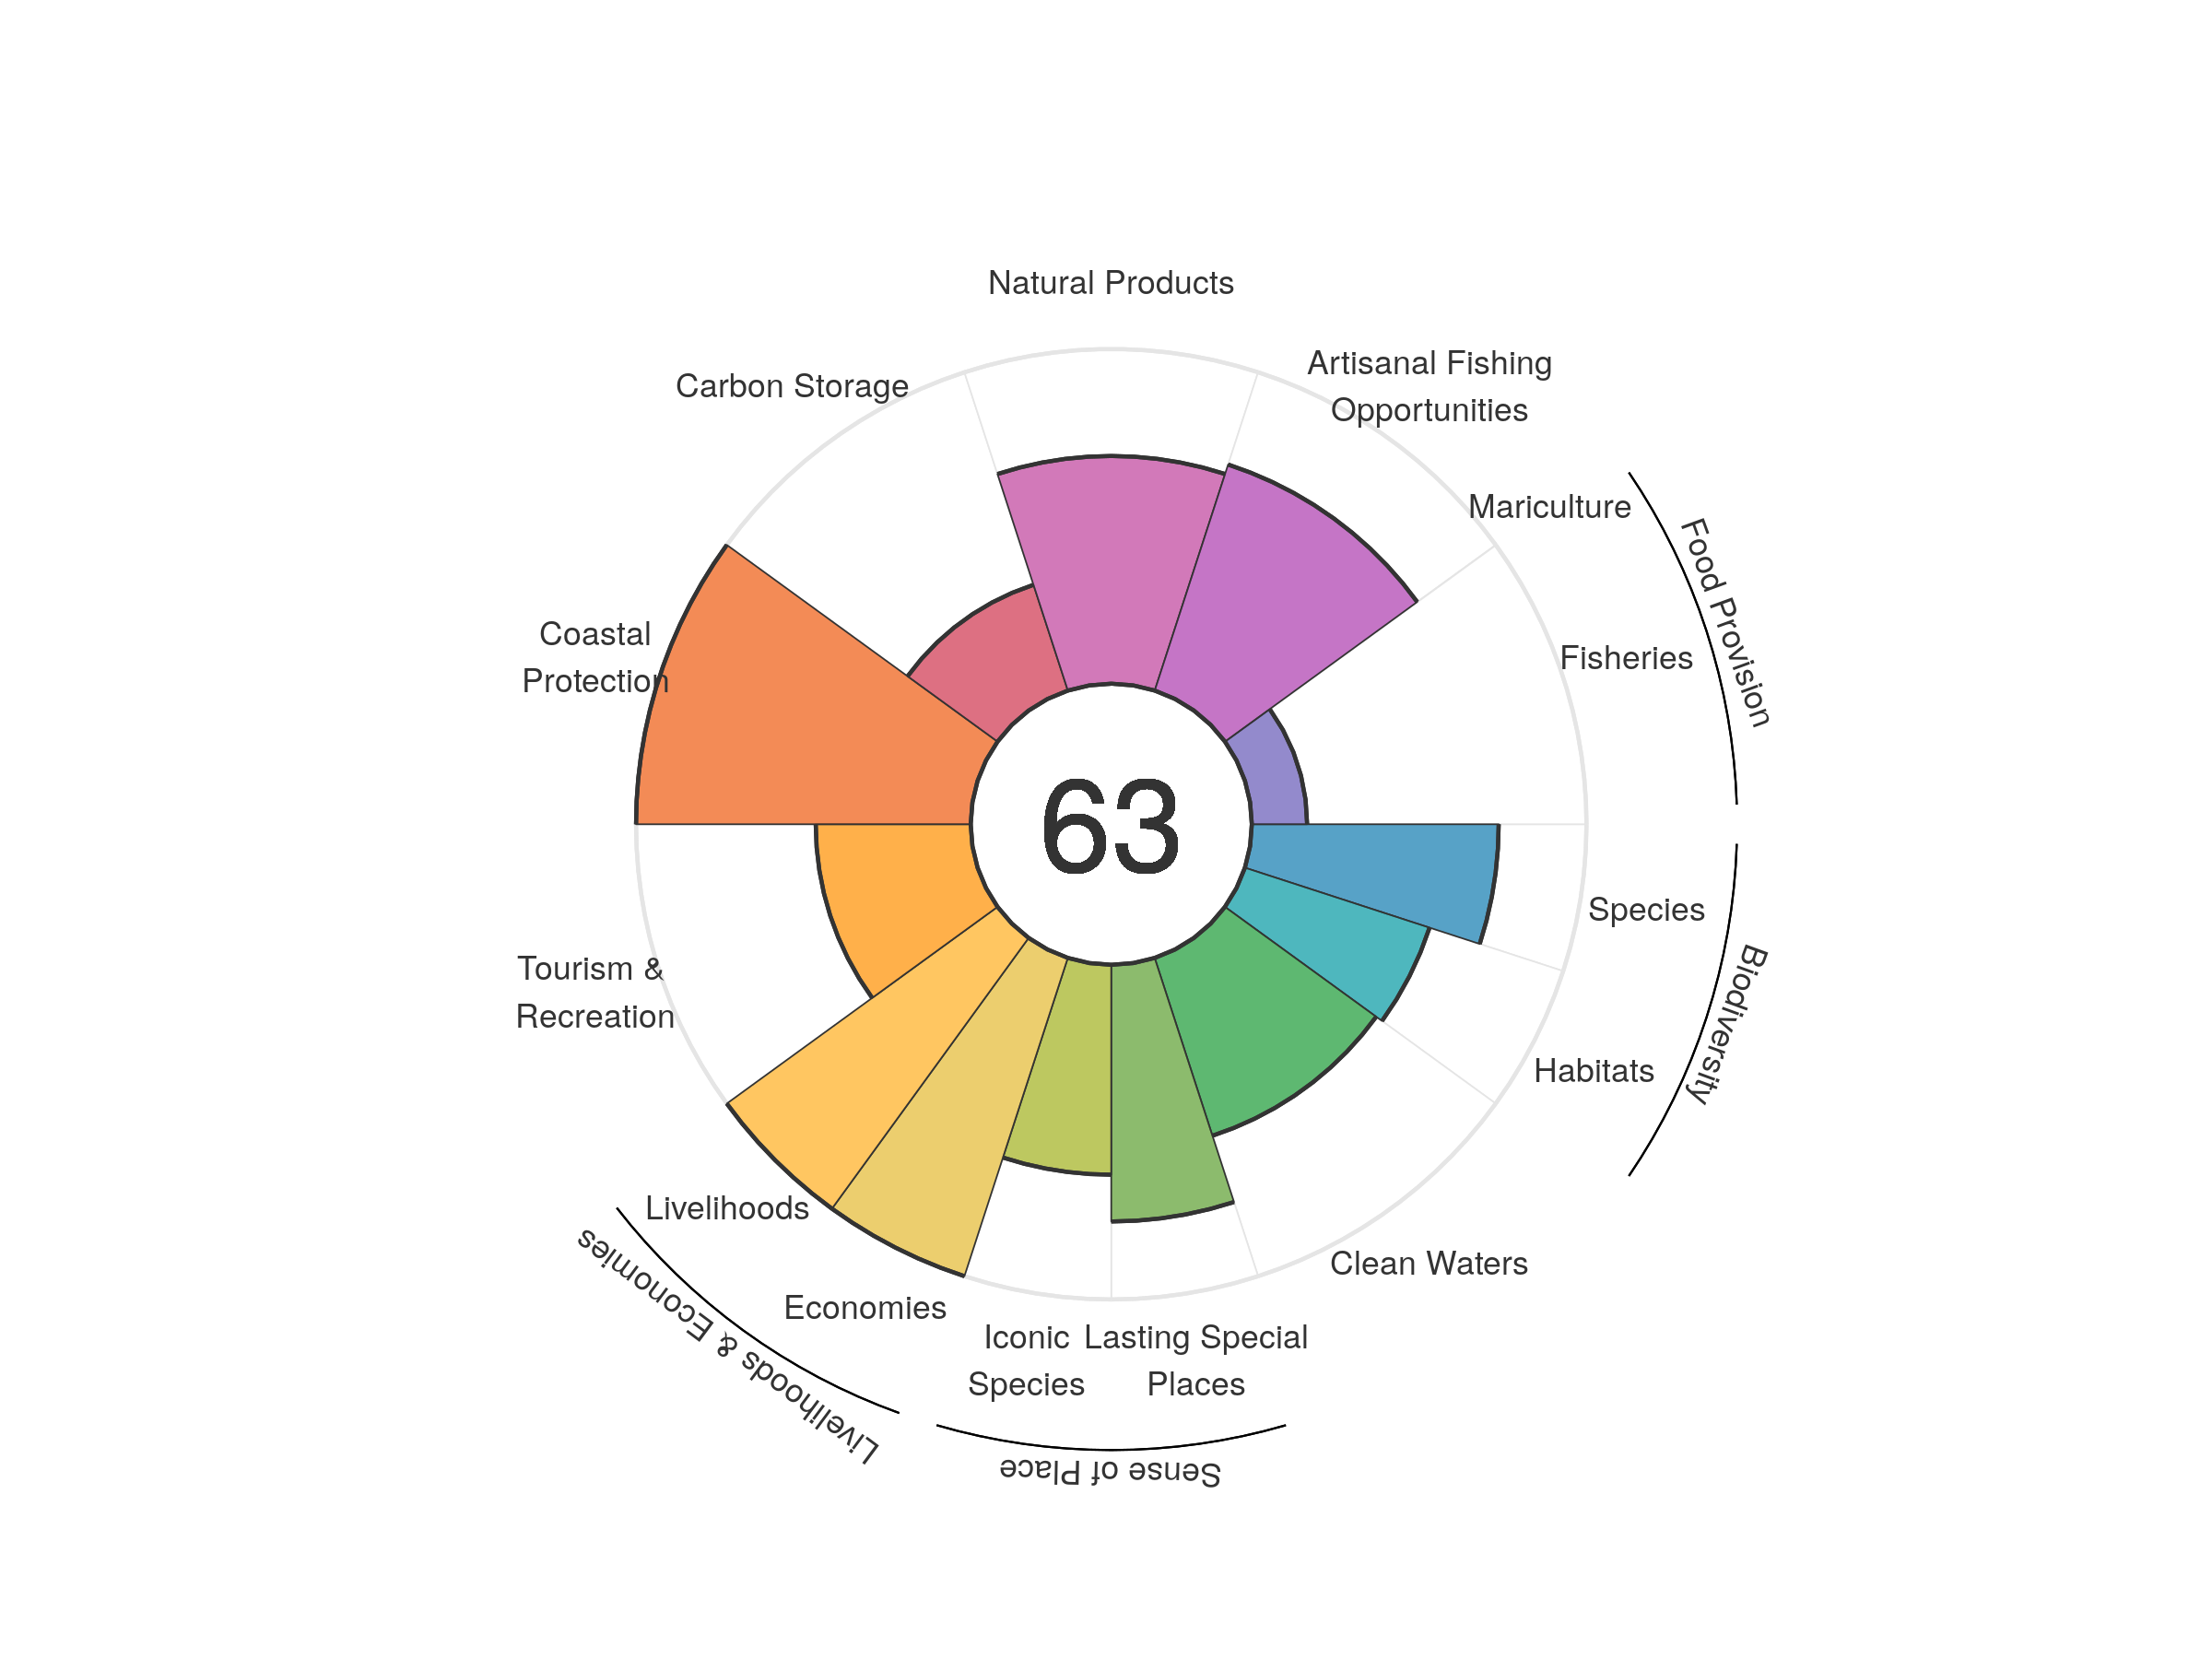 Natural Products
Artisanal Fishing
Opportunities
Carbon Storage
Mariculture
Food Provision
Fisheries
Coastal
Protection
63
Species
Biodiversity
Tourism &
Recreation
Habitats
Livelihoods
Clean Waters
Economies
Livelihoods & Economies
Iconic
Species
Lasting Special
Places
Sense of Place